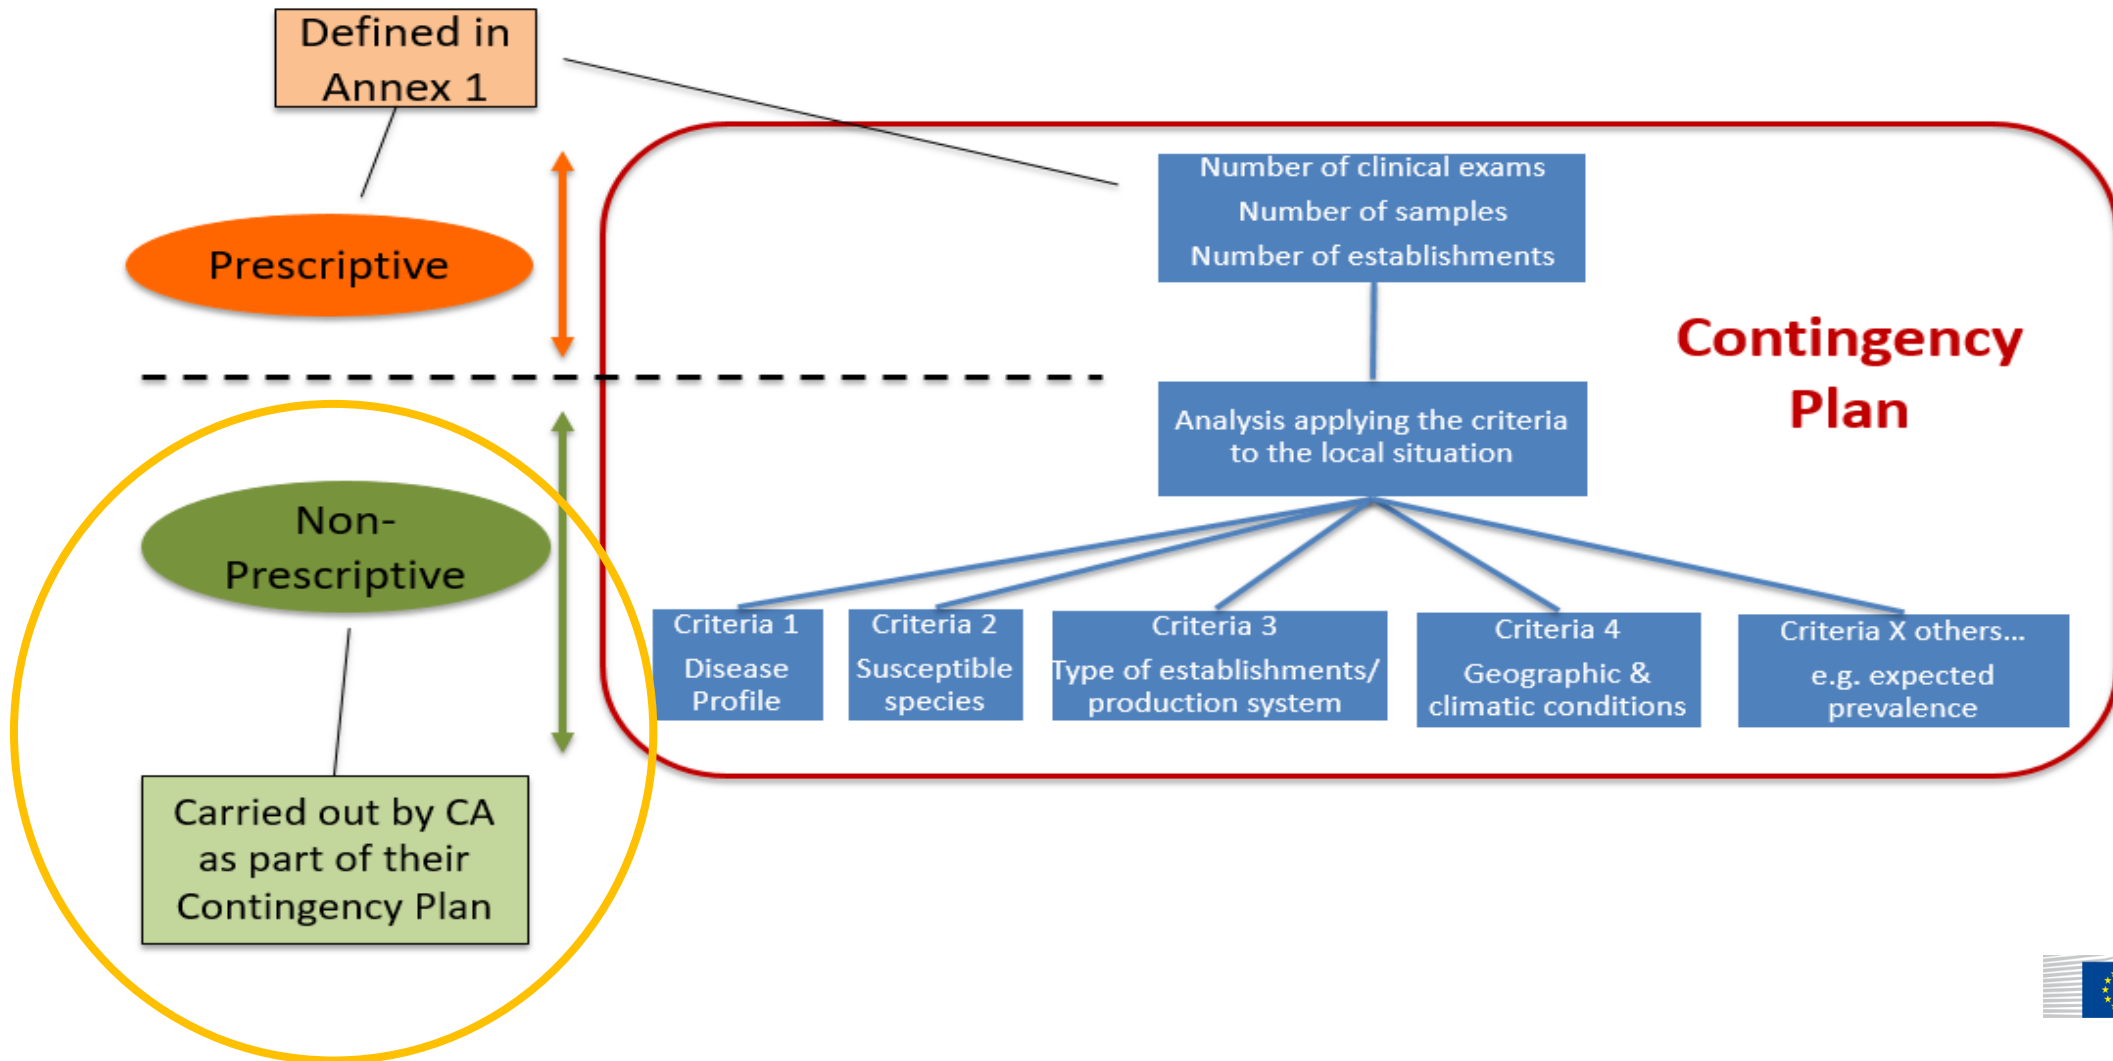 Defined in
Annex 1
Prescriptive
Number of clinical exams
Number of samples
Number of establishments
Contingency
Plan
Analysis applying the criteria
to the local situation
Non-
Prescriptive
Criteria 1
Disease
Profile
Criteria 2
Susceptible
species
Criteria 3
Type of establishments/
production system
Criteria 4
Geographic &
climatic conditions
Criteria X others...
e.g. expected
prevalence
Carried out by CA
as part of their
Contingency Plan